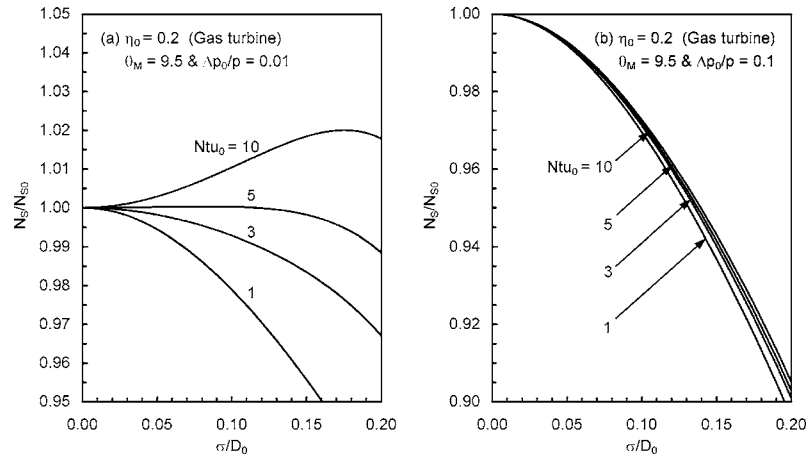 (a) η₀ = 0.2 (Gas turbine)
θ_M = 9.5 & Δp₀/p = 0.01
Ntu₀ = 10
5
3
1
N_S/N_S0
1.05
1.04
1.03
1.02
1.01
1.00
0.99
0.98
0.97
0.96
0.95
0.00 0.05 0.10 0.15 0.20
σ/D₀
(b) η₀ = 0.2 (Gas turbine)
θ_M = 9.5 & Δp₀/p = 0.1
Ntu₀ = 10
5
3
1
N_S/N_S0
1.00
0.98
0.96
0.94
0.92
0.90
0.00 0.05 0.10 0.15 0.20
σ/D₀